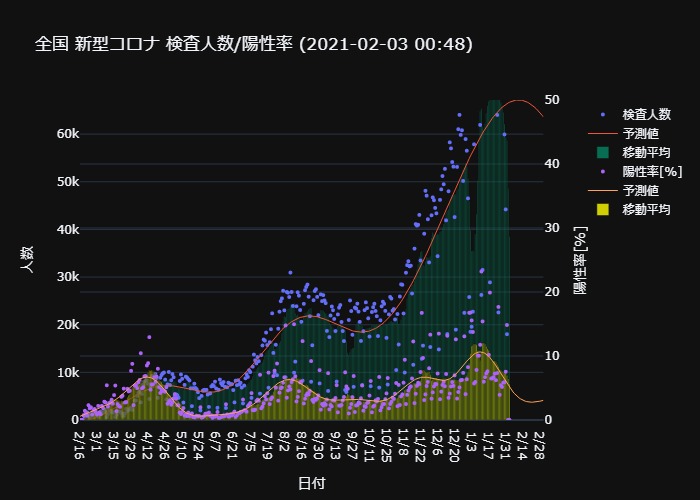 全国 新型コロナ 検査人数/陽性率 (2021-02-03 00:48)
検査人数
予測値
移動平均
陽性率[%]
予測値
移動平均
人数
0
10k
20k
30k
40k
50k
60k
陽性率[%]
0
10
20
30
40
50
2/16 3/1 3/15 3/29 4/12 4/26 5/10 5/24 6/7 6/21 7/5 7/19 8/2 8/16 8/30 9/13 9/27 10/11 10/25 11/8 11/22 12/6 12/20 1/3 1/17 1/31 2/14 2/28
日付